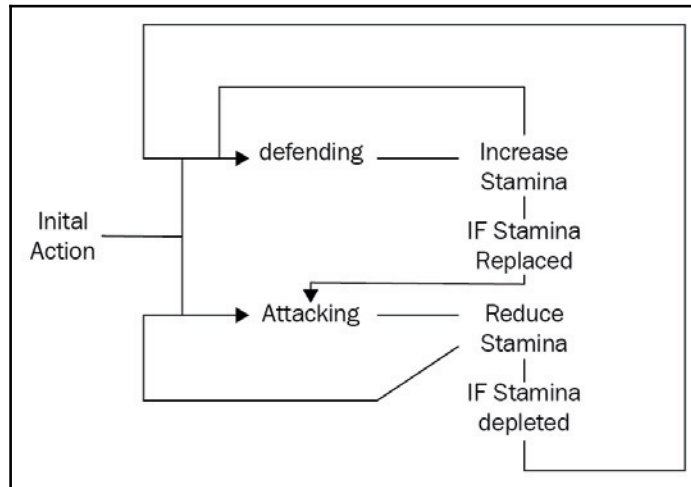 defending
Increase
Stamina
Inital
Action
IF Stamina
Replaced
Attacking
Reduce
Stamina
IF Stamina
depleted